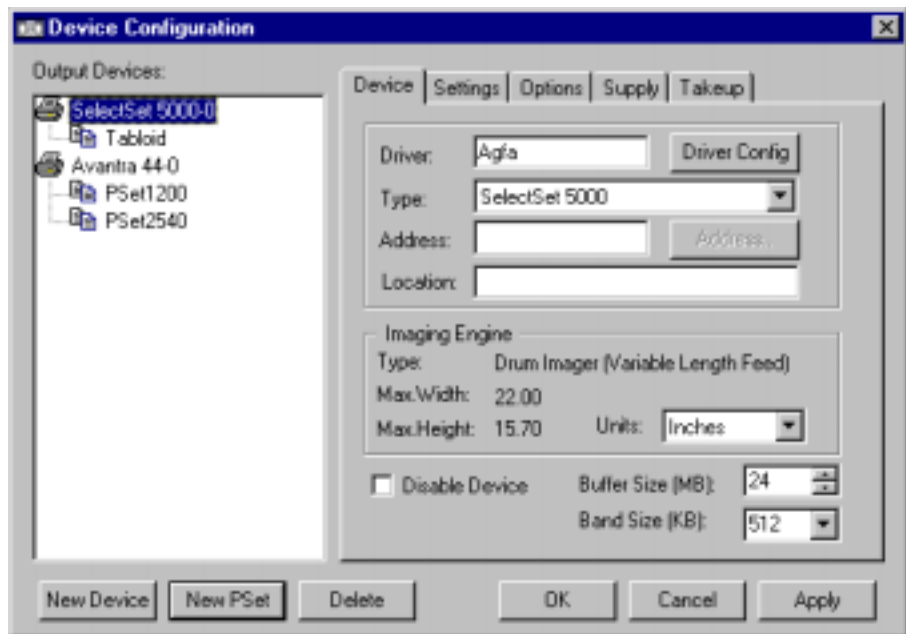 Device Configuration
Output Devices:
SelectSet 5000-0
Tabloid
Avantra 44-0
PSet1200
PSet2540
Device Settings Options Supply Takeup
Driver: Agfa Driver Config
Type: SelectSet 5000
Address: Address..
Location:
Imaging Engine
Type: Drum Imager (Variable Length Feed)
Max.Width: 22.00
Max.Height: 15.70 Units: Inches
Disable Device Buffer Size (MB): 24
Band Size (KB): 512
New Device New PSet Delete OK Cancel Apply